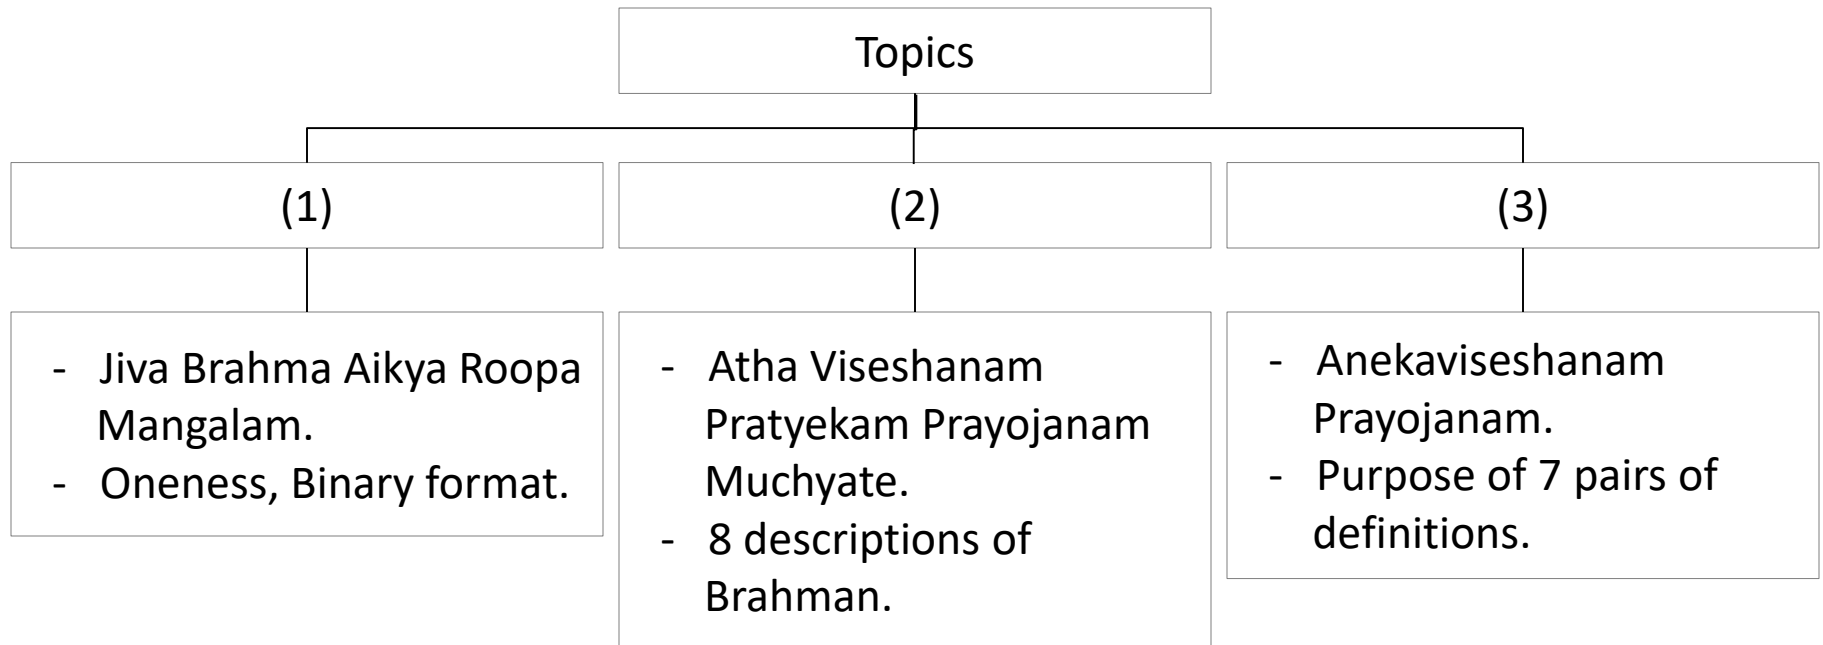 Topics
(1)
(2)
(3)
- Jiva Brahma Aikya Roopa
Mangalam.
- Oneness, Binary format.
- Atha Viseshanam
Pratyekam Prayojanam
Muchyate.
- 8 descriptions of
Brahman.
- Anekaviseshanam
Prayojanam.
- Purpose of 7 pairs of
definitions.